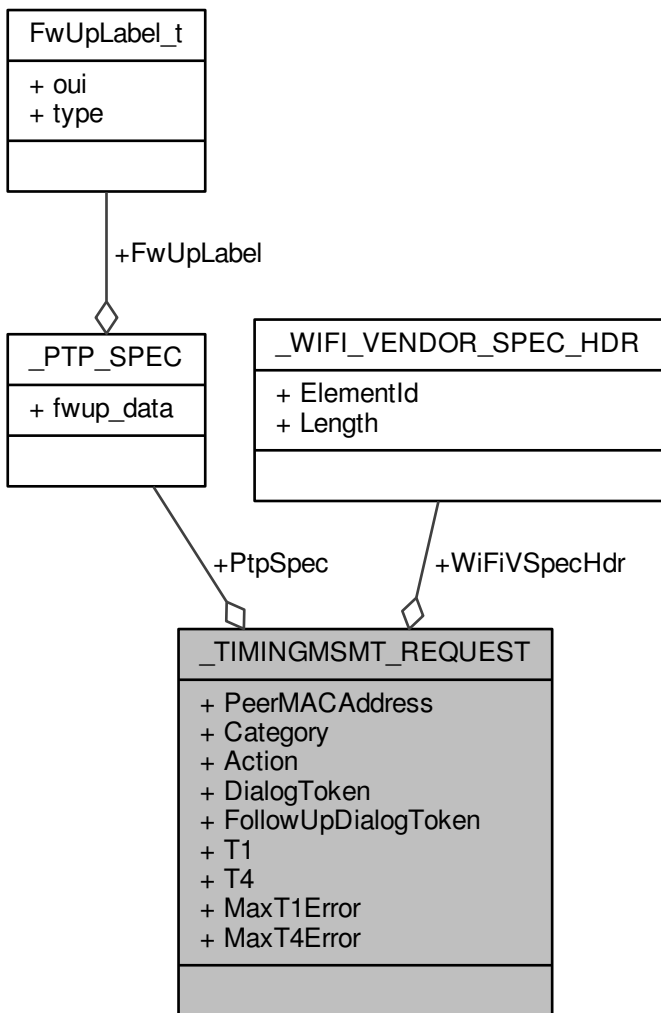 FwUpLabel_t
+ oui
+ type
+FwUpLabel
_PTP_SPEC
+ fwup_data
_WIFI_VENDOR_SPEC_HDR
+ ElementId
+ Length
+PtpSpec
+WiFiVSpecHdr
_TIMINGMSMT_REQUEST
+ PeerMACAddress
+ Category
+ Action
+ DialogToken
+ FollowUpDialogToken
+ T1
+ T4
+ MaxT1Error
+ MaxT4Error